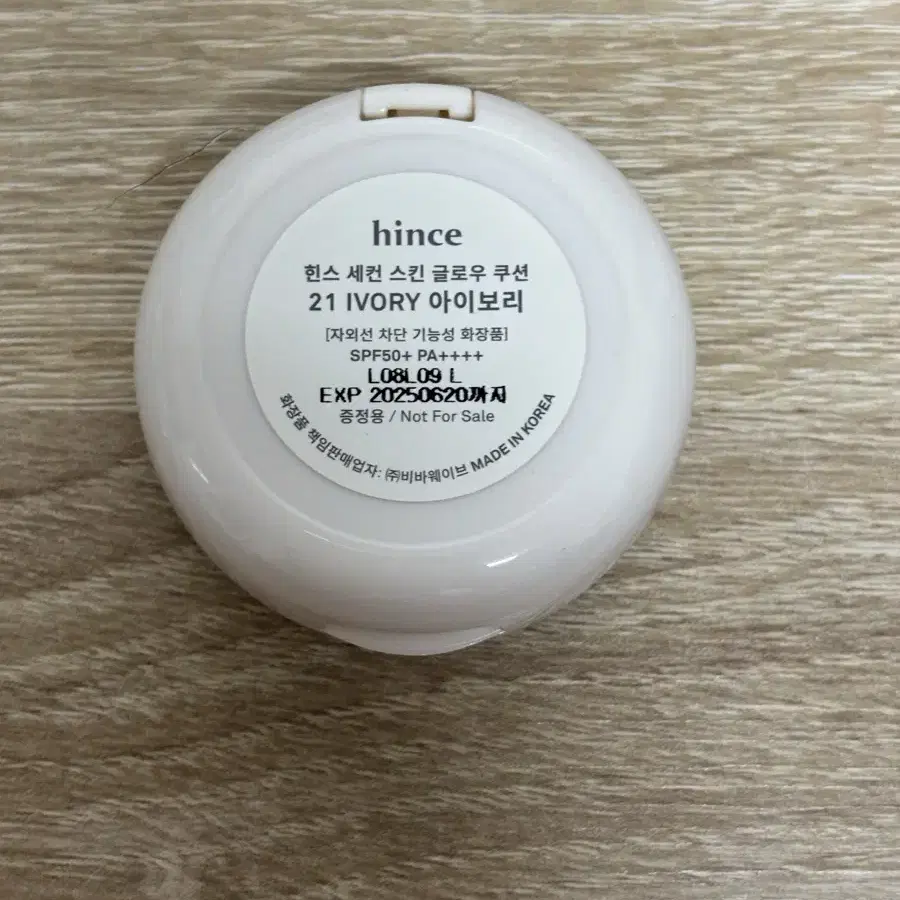 hince
힌스 세컨 스킨 글로우 쿠션
21 IVORY 아이보리
[자외선 차단 기능성 화장품]
SPF50+ PA++++
L08L09 L
EXP 20250620까지
증정용 / Not For Sale
화장품 책임판매업자: ㈜비바웨이브 MADE IN KOREA